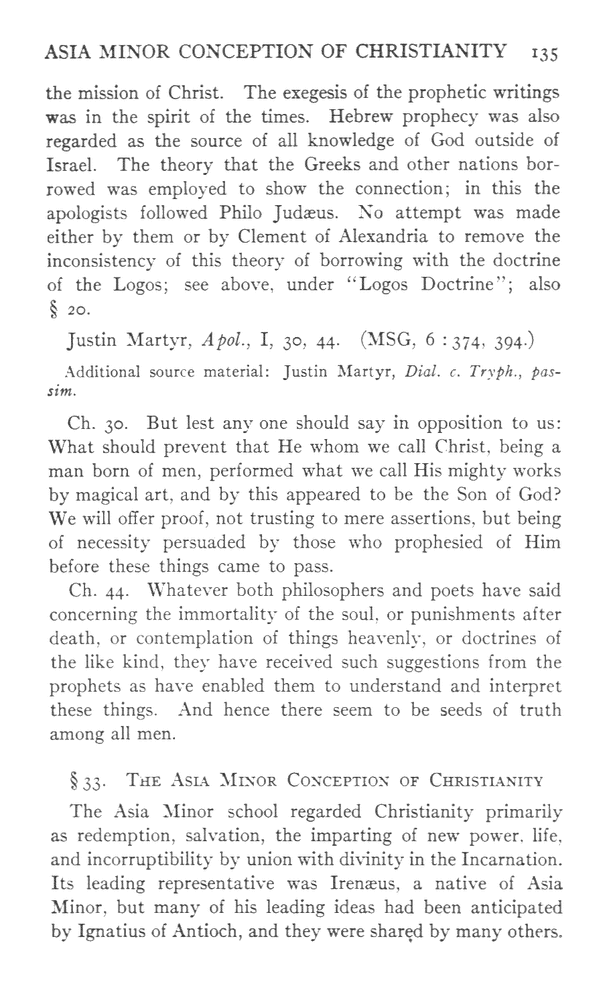 ASIA MINOR CONCEPTION OF CHRISTIANITY 135
the mission of Christ. The exegesis of the prophetic writings
was in the spirit of the times. Hebrew prophecy was also
regarded as the source of all knowledge of God outside of
Israel. The theory that the Greeks and other nations bor-
rowed was employed to show the connection; in this the
apologists followed Philo Judæus. No attempt was made
either by them or by Clement of Alexandria to remove the
inconsistency of this theory of borrowing with the doctrine
of the Logos; see above, under “Logos Doctrine”; also
§ 20.
Justin Martyr, Apol., I, 30, 44. (MSG, 6 : 374, 394.)
Additional source material: Justin Martyr, Dial. c. Tryph., pas-
sim.
Ch. 30. But lest any one should say in opposition to us:
What should prevent that He whom we call Christ, being a
man born of men, performed what we call His mighty works
by magical art, and by this appeared to be the Son of God?
We will offer proof, not trusting to mere assertions, but being
of necessity persuaded by those who prophesied of Him
before these things came to pass.
Ch. 44. Whatever both philosophers and poets have said
concerning the immortality of the soul, or punishments after
death, or contemplation of things heavenly, or doctrines of
the like kind, they have received such suggestions from the
prophets as have enabled them to understand and interpret
these things. And hence there seem to be seeds of truth
among all men.
§ 33. The Asia Minor Conception of Christianity
The Asia Minor school regarded Christianity primarily
as redemption, salvation, the imparting of new power, life,
and incorruptibility by union with divinity in the Incarnation.
Its leading representative was Irenæus, a native of Asia
Minor, but many of his leading ideas had been anticipated
by Ignatius of Antioch, and they were shared by many others.